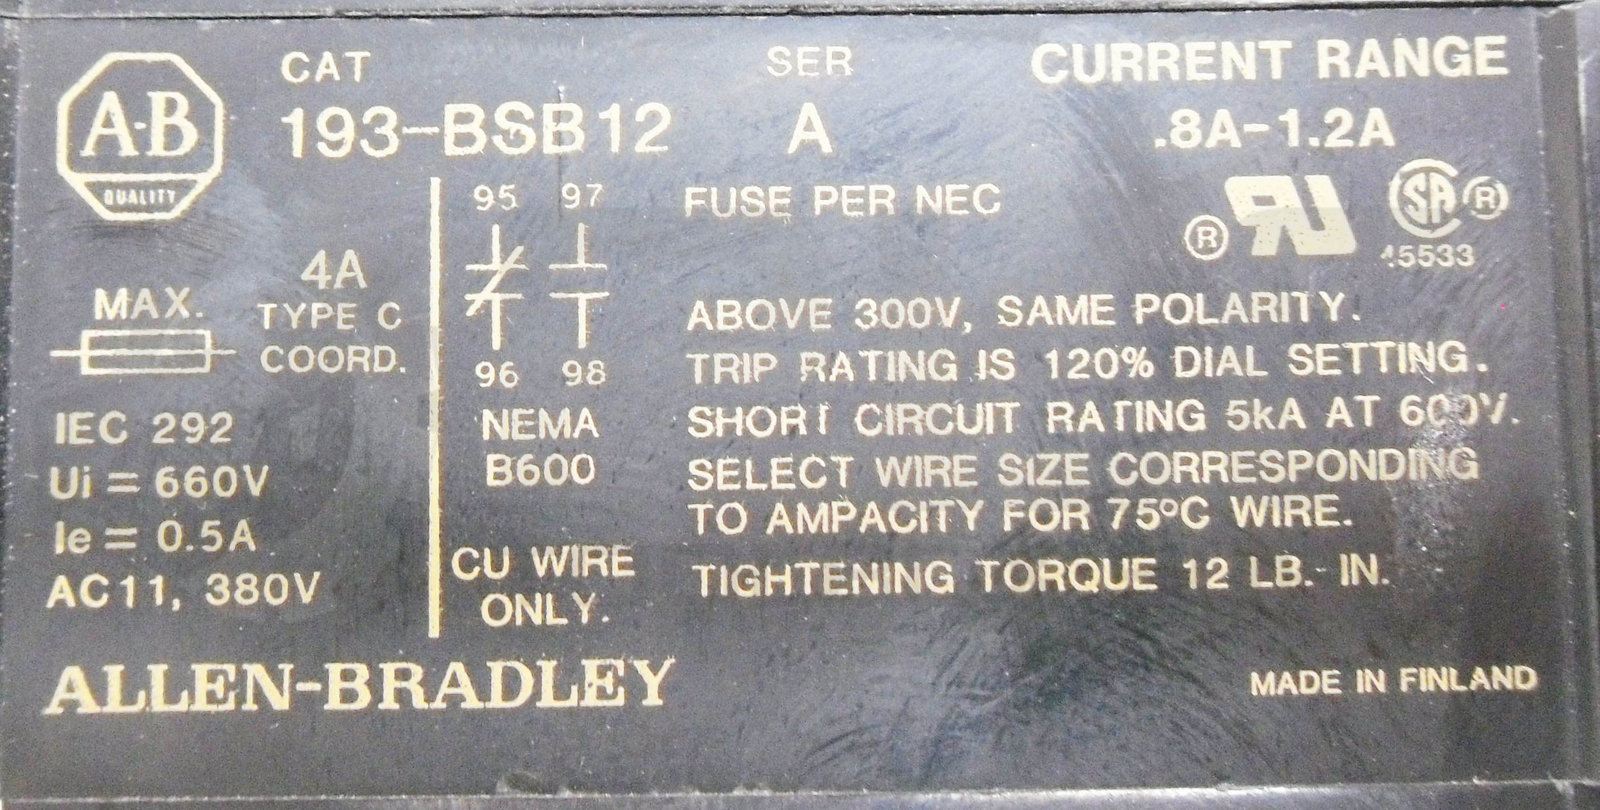 A-B
QUALITY
CAT
193-BSB12
SER
A
CURRENT RANGE
.8A-1.2A
MAX.
4A
TYPE C
COORD.
IEC 292
Ui = 660V
Ie = 0.5A
AC11, 380V
95 97
96 98
NEMA
B600
CU WIRE
ONLY.
FUSE PER NEC
® RU
SA ®
ABOVE 300V, SAME POLARITY.
TRIP RATING IS 120% DIAL SETTING.
SHORT CIRCUIT RATING 5kA AT 600V.
SELECT WIRE SIZE CORRESPONDING
TO AMPACITY FOR 75°C WIRE.
TIGHTENING TORQUE 12 LB.- IN.
ALLEN-BRADLEY
MADE IN FINLAND